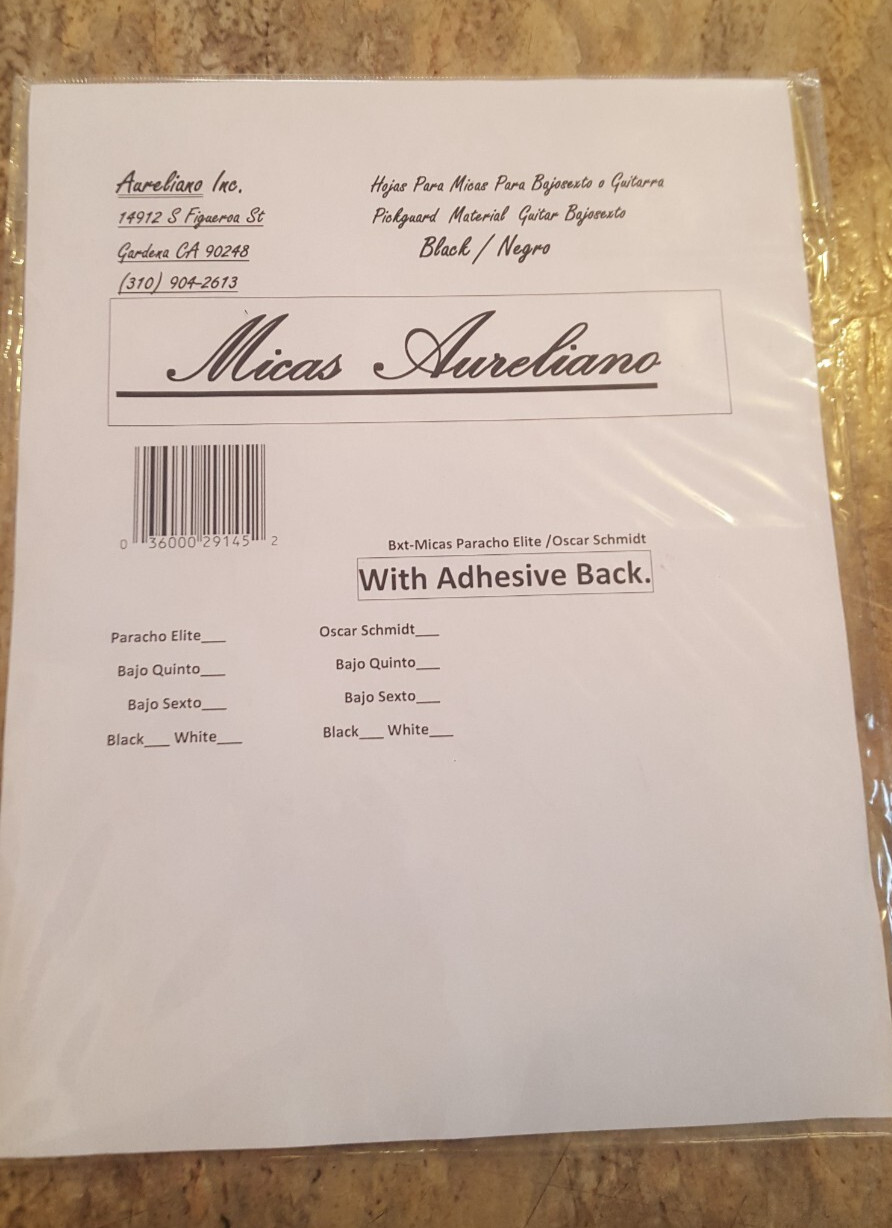 Aureliano Inc.
14912 S Figueroa St
Gardena CA 90248
(310) 904-2613
Hojas Para Micas Para Bajosexto o Guitarra
Pickguard Material Guitar Bajosexto
Black / Negro
Micas Aureliano
0 36000 29145 2
Bxt-Micas Paracho Elite /Oscar Schmidt
With Adhesive Back.
Paracho Elite___
Bajo Quinto___
Bajo Sexto___
Black___ White___
Oscar Schmidt___
Bajo Quinto___
Bajo Sexto___
Black___ White___